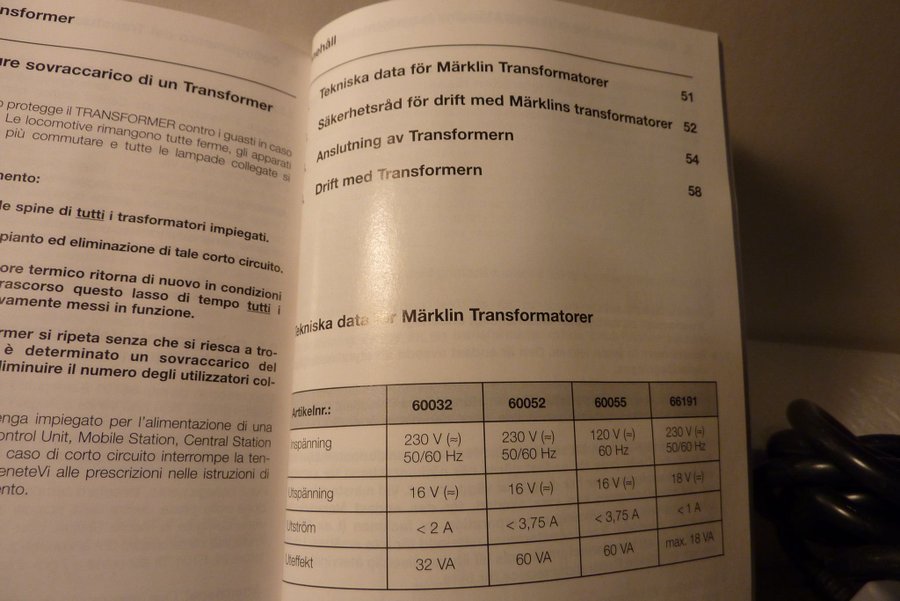 nsformer
ure sovraccarico di un Transformer
o protegge il TRANSFORMER contro i guasti in caso
Le locomotive rimangono tutte ferme, gli apparati
più commutare e tutte le lampade collegate si
mento:
le spine di tutti i trasformatori impiegati.
pianto ed eliminazione di tale corto circuito.
ore termico ritorna di nuovo in condizioni
rascorso questo lasso di tempo tutti i
vamente messi in funzione.
rmer si ripeta senza che si riesca a tro-
è determinato un sovraccarico del
diminuire il numero degli utilizzatori col-
enga impiegato per l'alimentazione di una
ontrol Unit, Mobile Station, Central Station
caso di corto circuito interrompe la ten-
eneteVi alle prescrizioni nelle istruzioni di
ento.
nehåll
Tekniska data för Märklin Transformatorer 51
Säkerhetsråd för drift med Märklins transformatorer 52
Anslutning av Transformern 54
Drift med Transformern 58
Tekniska data för Märklin Transformatorer
Artikelnr.: 60032 60052 60055 66191
Inspänning 230 V (≈) 230 V (≈) 120 V (≈) 230 V (≈)
50/60 Hz 50/60 Hz 60 Hz 50/60 Hz
Utspänning 16 V (≈) 16 V (≈) 16 V (≈) 18 V (≈)
Utström < 2 A < 3,75 A < 3,75 A < 1 A
Uteffekt 32 VA 60 VA 60 VA max. 18 VA